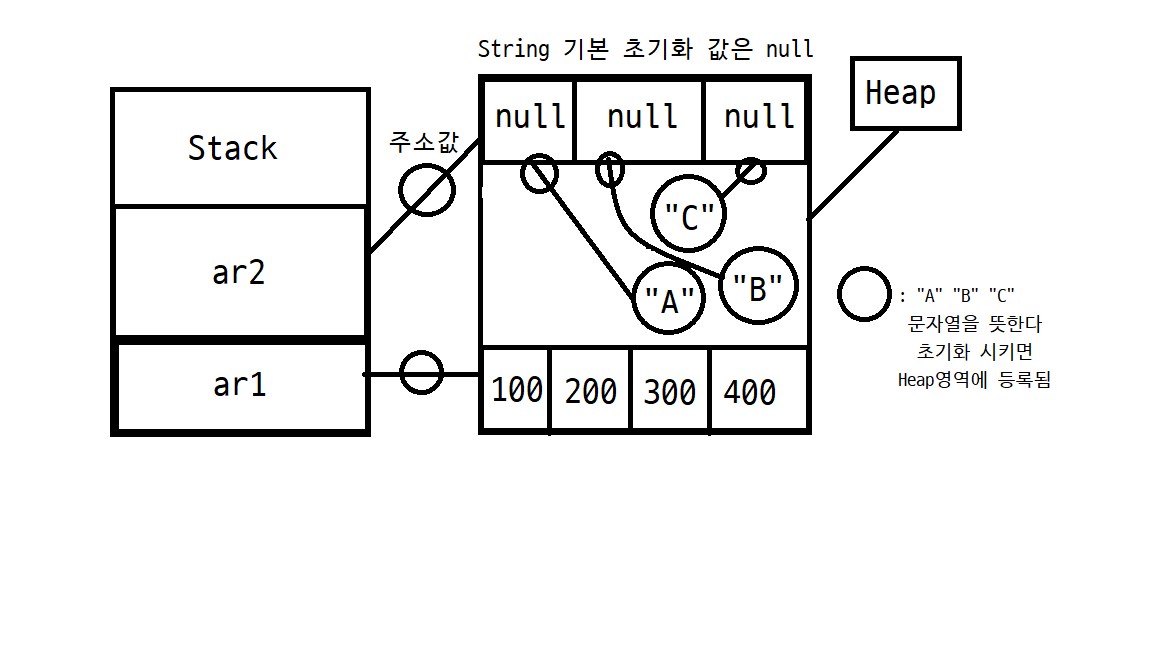 String 기본 초기화 값은 null
Heap
null null null
Stack
주소값
"C"
ar2
"A"
"B"
: "A" "B" "C"
문자열을 뜻한다
초기화 시키면
Heap영역에 등록됨
ar1
100 200 300 400